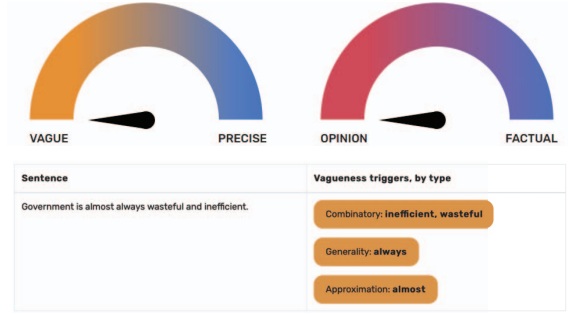 VAGUE PRECISE OPINION FACTUAL
Sentence Vagueness triggers, by type
Government is almost always wasteful and inefficient. Combinatory: inefficient, wasteful
Generality: always
Approximation: almost